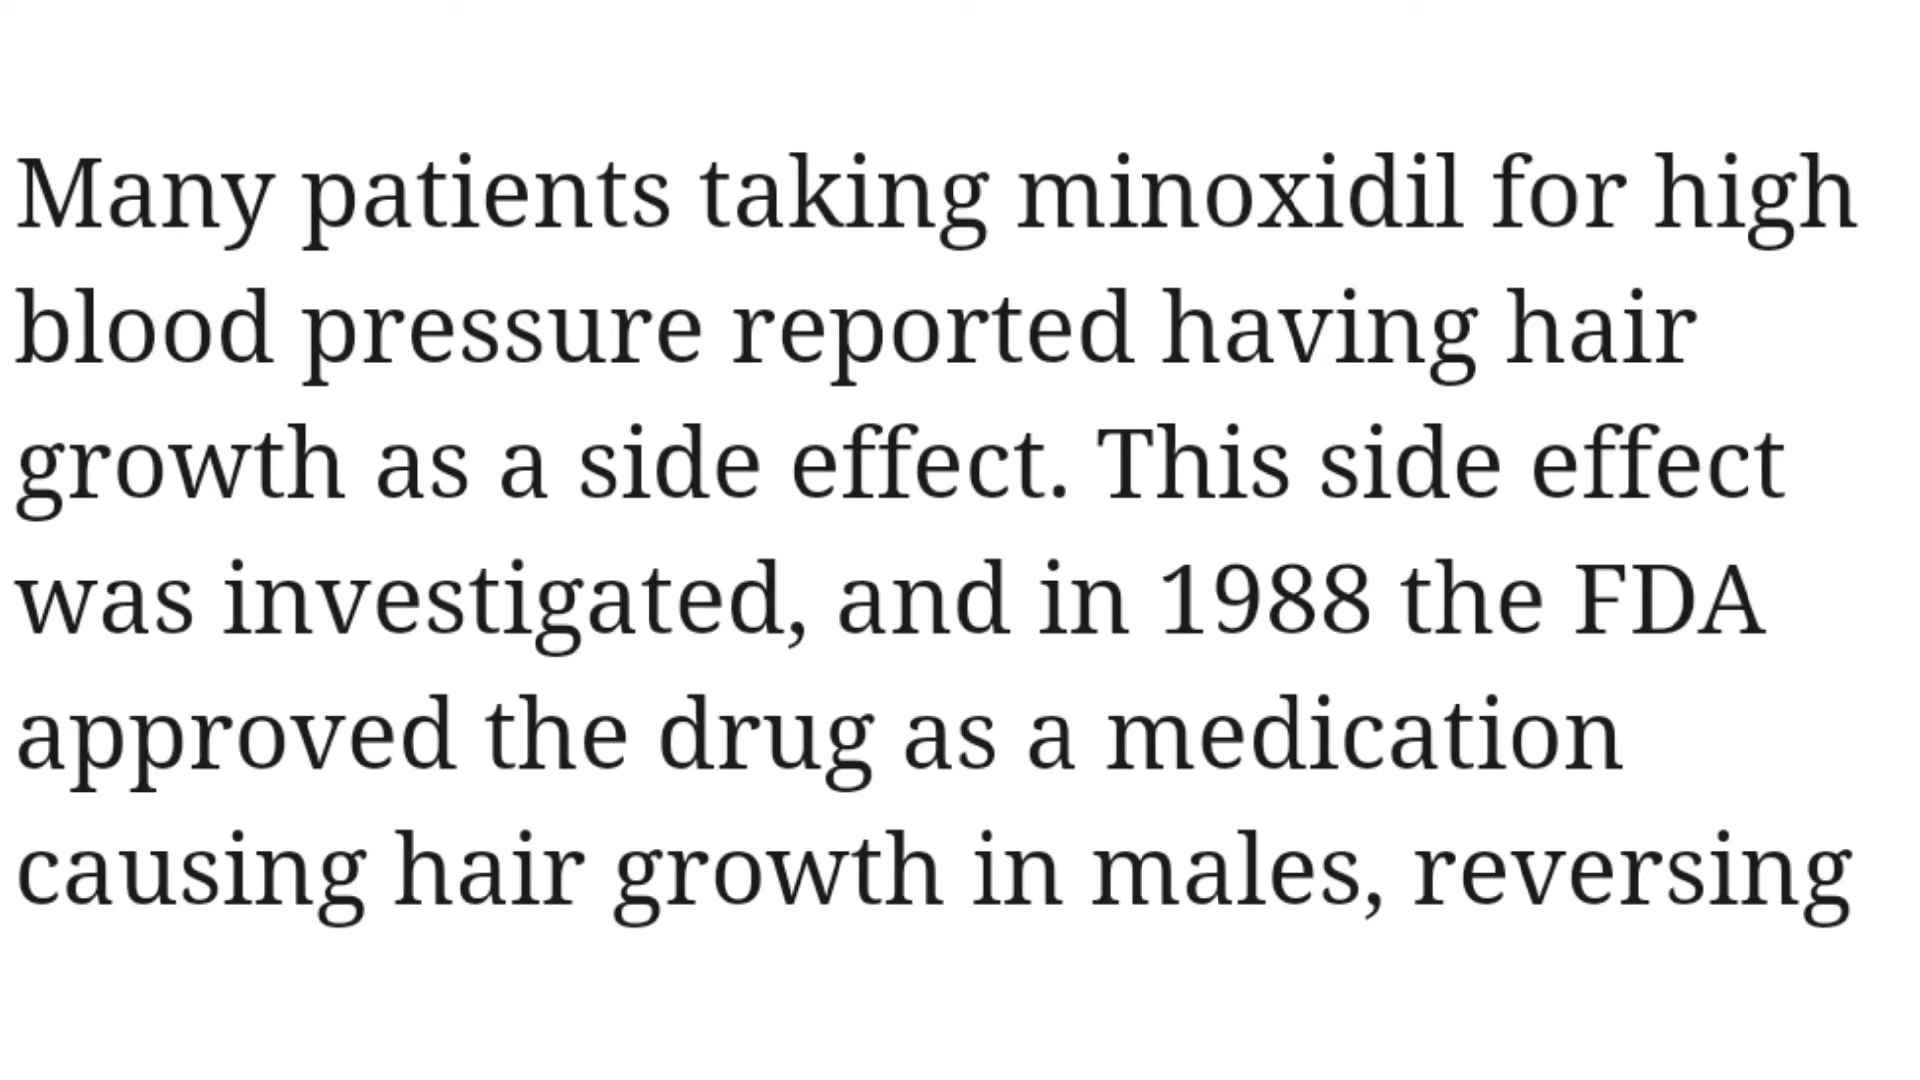 Many patients taking minoxidil for high
blood pressure reported having hair
growth as a side effect. This side effect
was investigated, and in 1988 the FDA
approved the drug as a medication
causing hair growth in males, reversing